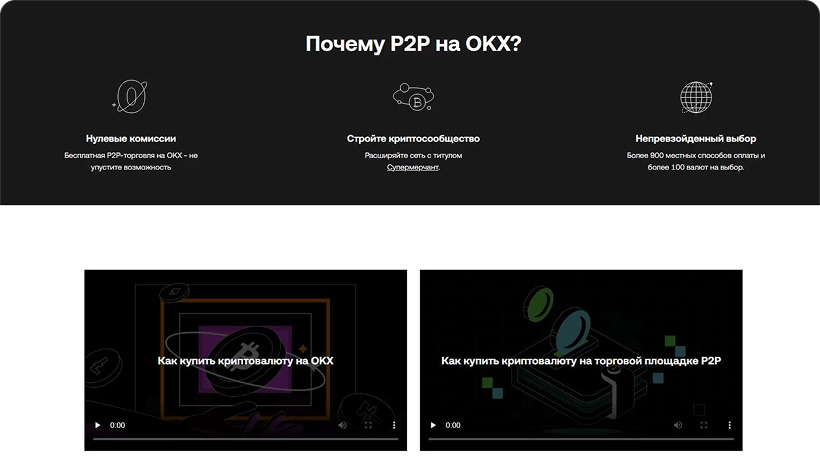 Почему P2P на OKX?
Нулевые комиссии
Бесплатная P2P-торговля на OKX - не
упустите возможность
Стройте криптосообщество
Расширяйте сеть с титулом
Супермерчант.
Непревзойденный выбор
Более 900 местных способов оплаты и
более 100 валют на выбор.
Как купить криптовалюту на OKX
0:00
Как купить криптовалюту на торговой площадке P2P
0:00